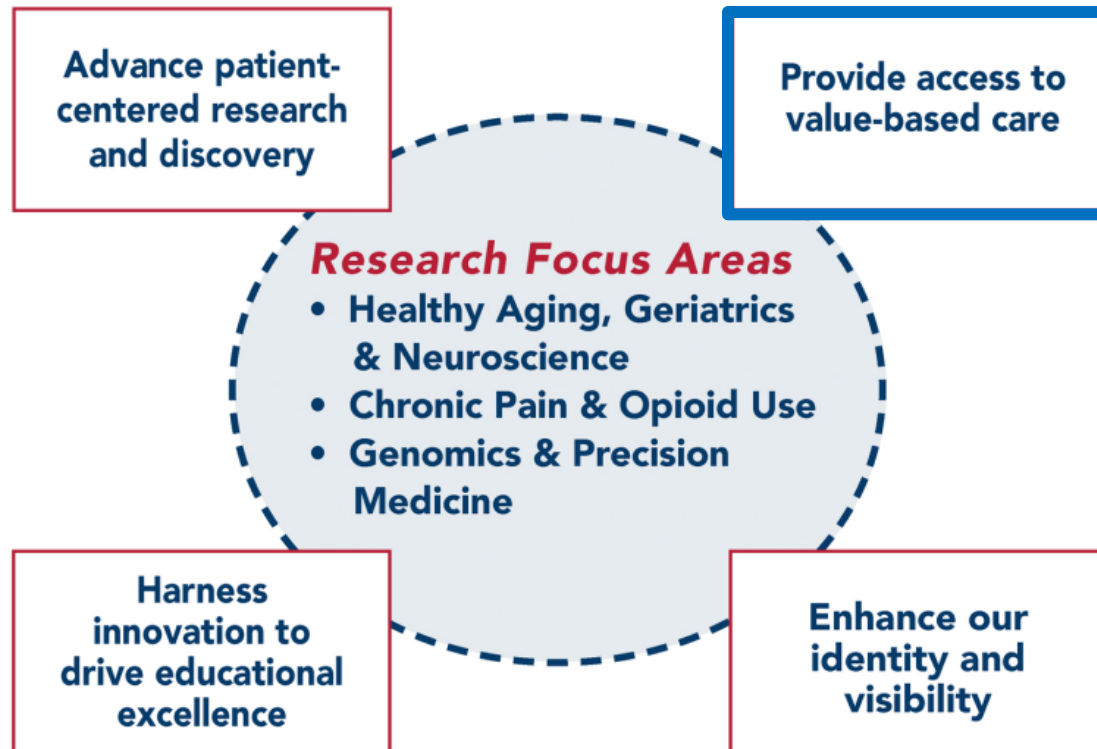 Advance patient-
centered research
and discovery
Provide access to
value-based care
Research Focus Areas
• Healthy Aging, Geriatrics
& Neuroscience
• Chronic Pain & Opioid Use
• Genomics & Precision
Medicine
Harness
innovation to
drive educational
excellence
Enhance our
identity and
visibility